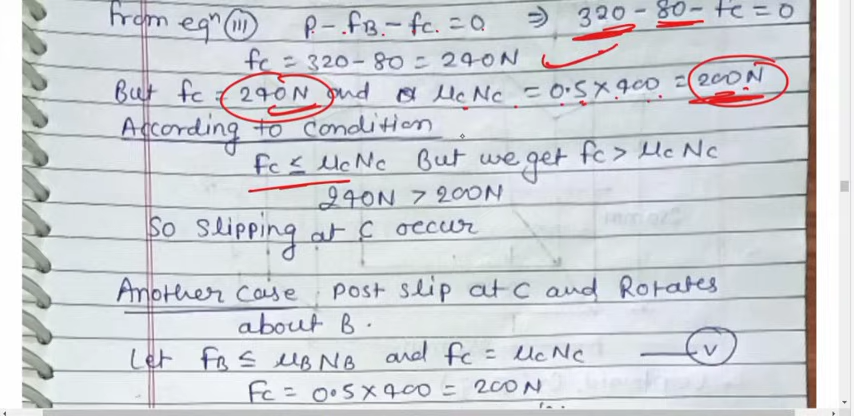 From eqn (iii) P - fB - fc = 0 ⇒ 320 - 80 - fc = 0
fc = 320 - 80 = 240N
But fc = 240N and μcNc = 0.5 × 400 = 200N
According to condition
Fc ≤ μcNc But we get fc > μcNc
240N > 200N
So slipping at C occur
Another case post slip at C and Rotates
about B.
Let FB ≤ μBNB and fc = μcNc — (v)
Fc = 0.5 × 400 = 200N